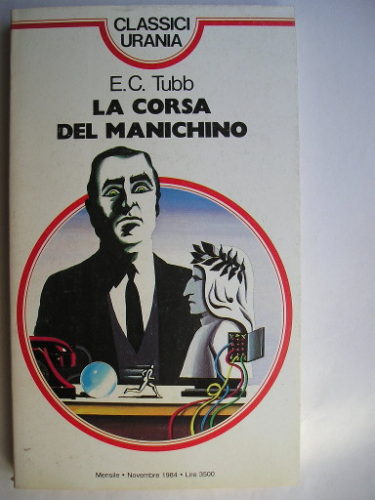 CLASSICI
URANIA
E.C. Tubb
LA CORSA
DEL MANICHINO
Mensile • Novembre 1984 • Lire 3500